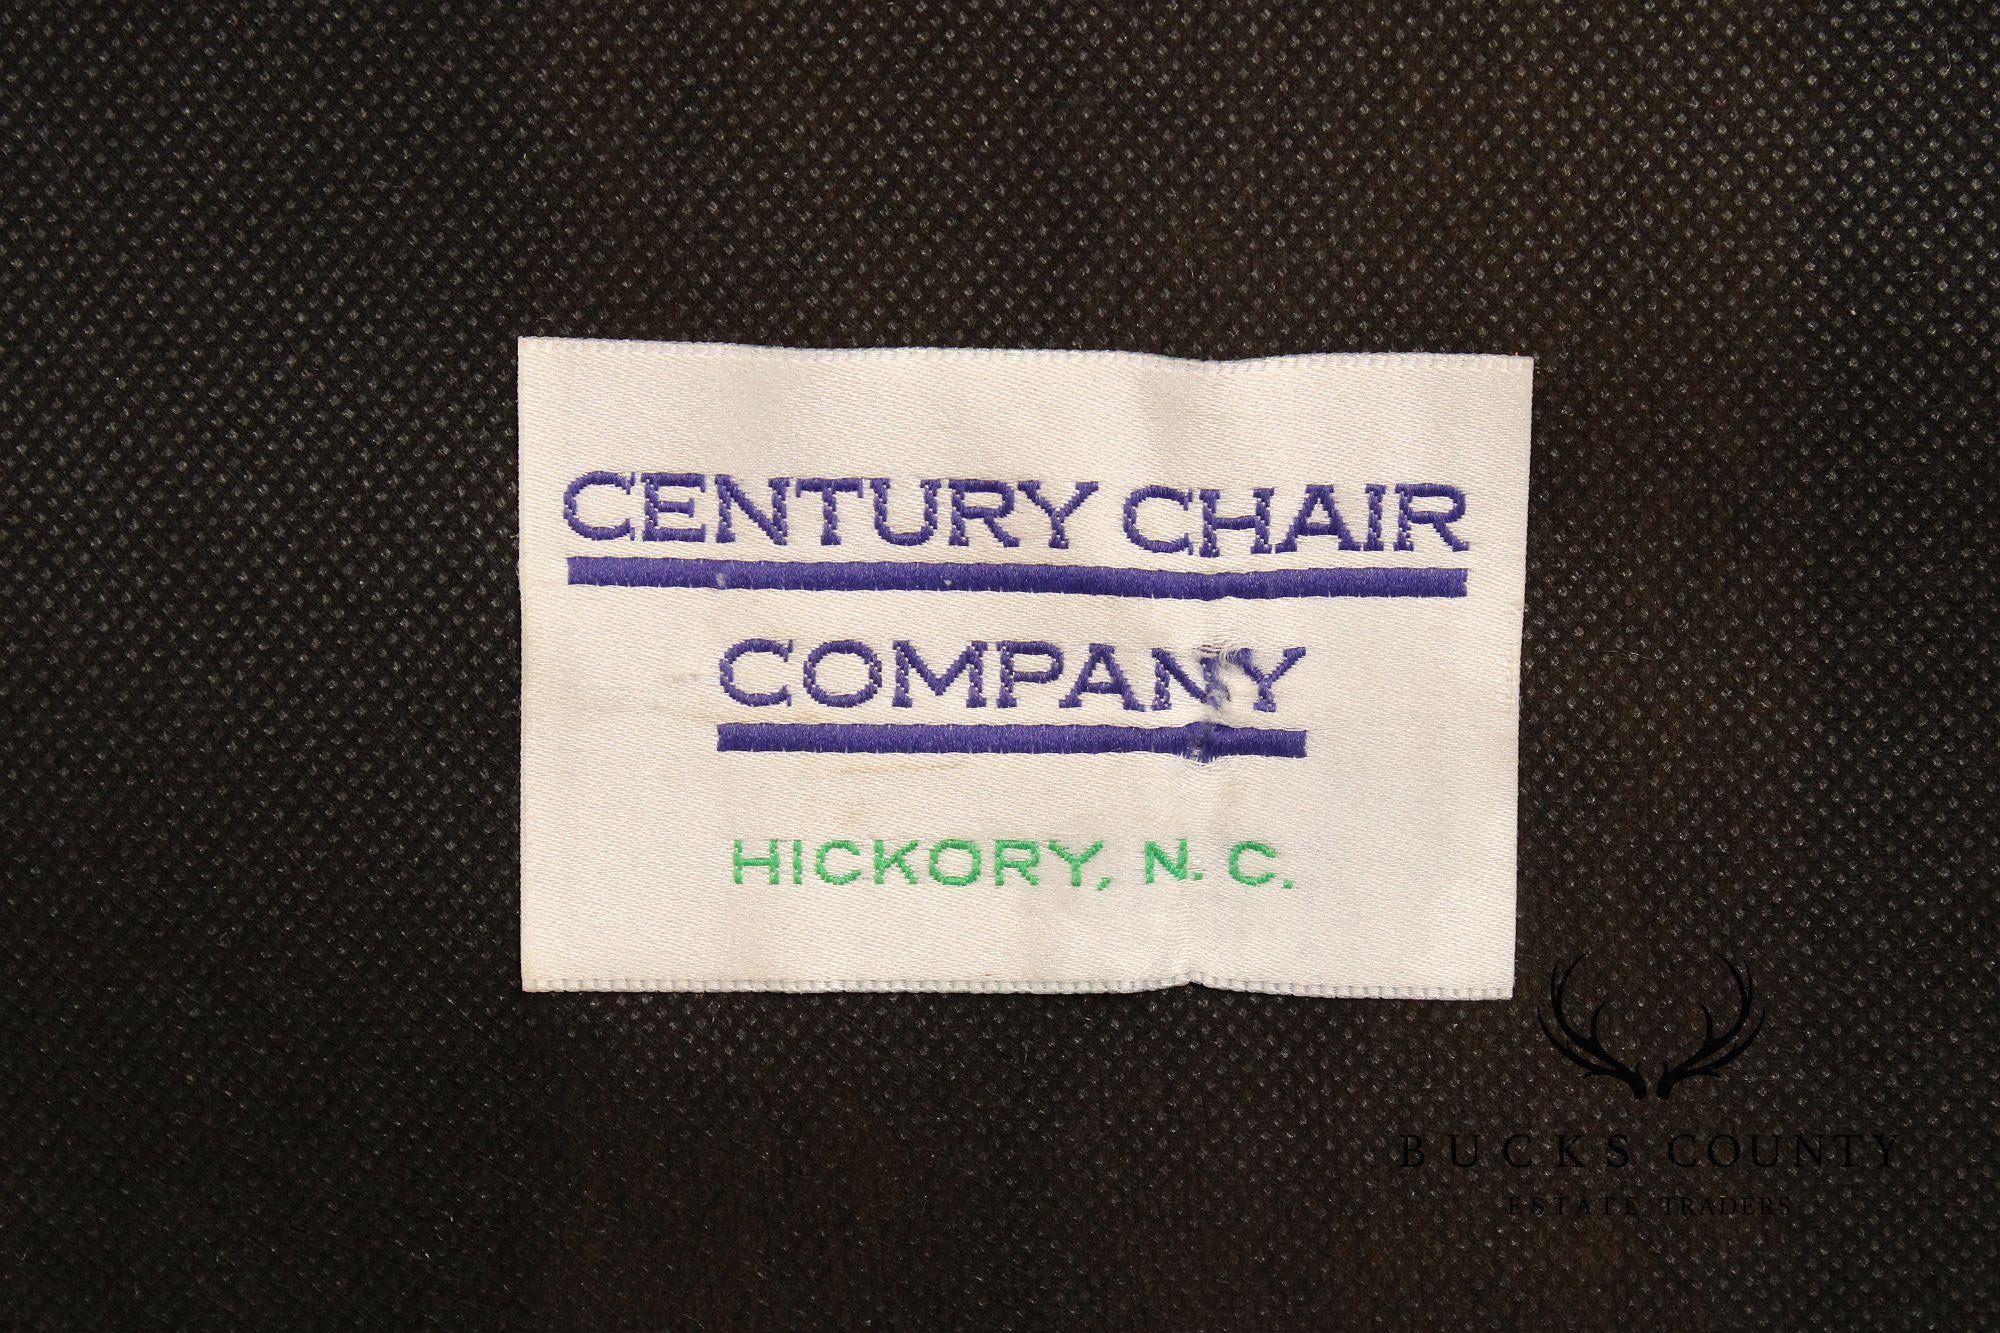 CENTURY CHAIR
COMPANY
HICKORY, N. C.
BUCKS COUNTY
ESTATE TRADERS